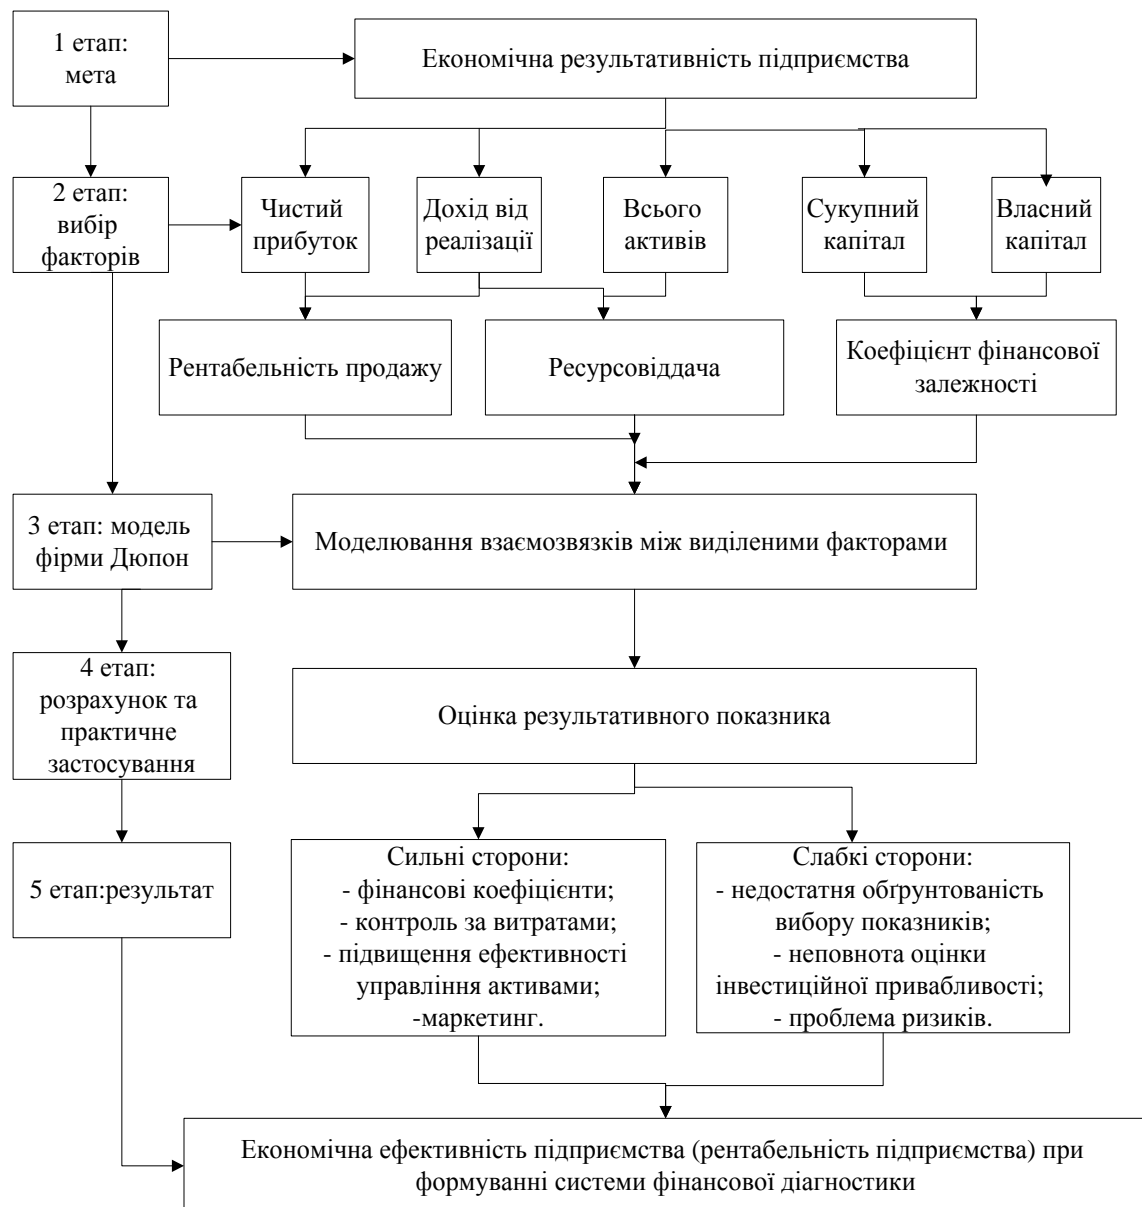 1 етап:
мета
Економічна результативність підприємства
2 етап:
вибір
факторів
Чистий
прибуток
Дохід від
реалізації
Всього
активів
Сукупний
капітал
Власний
капітал
Рентабельність продажу
Ресурсовіддача
Коефіцієнт фінансової
залежності
3 етап: модель
фірми Дюпон
Моделювання взаємозвязків між виділеними факторами
4 етап:
розрахунок та
практичне
застосування
Оцінка результативного показника
5 етап:результат
Сильні сторони:
- фінансові коефіцієнти;
- контроль за витратами;
- підвищення ефективності
управління активами;
-маркетинг.
Слабкі сторони:
- недостатня обґрунтованість
вибору показників;
- неповнота оцінки
інвестиційної привабливості;
- проблема ризиків.
Економічна ефективність підприємства (рентабельність підприємства) при
формуванні системи фінансової діагностики